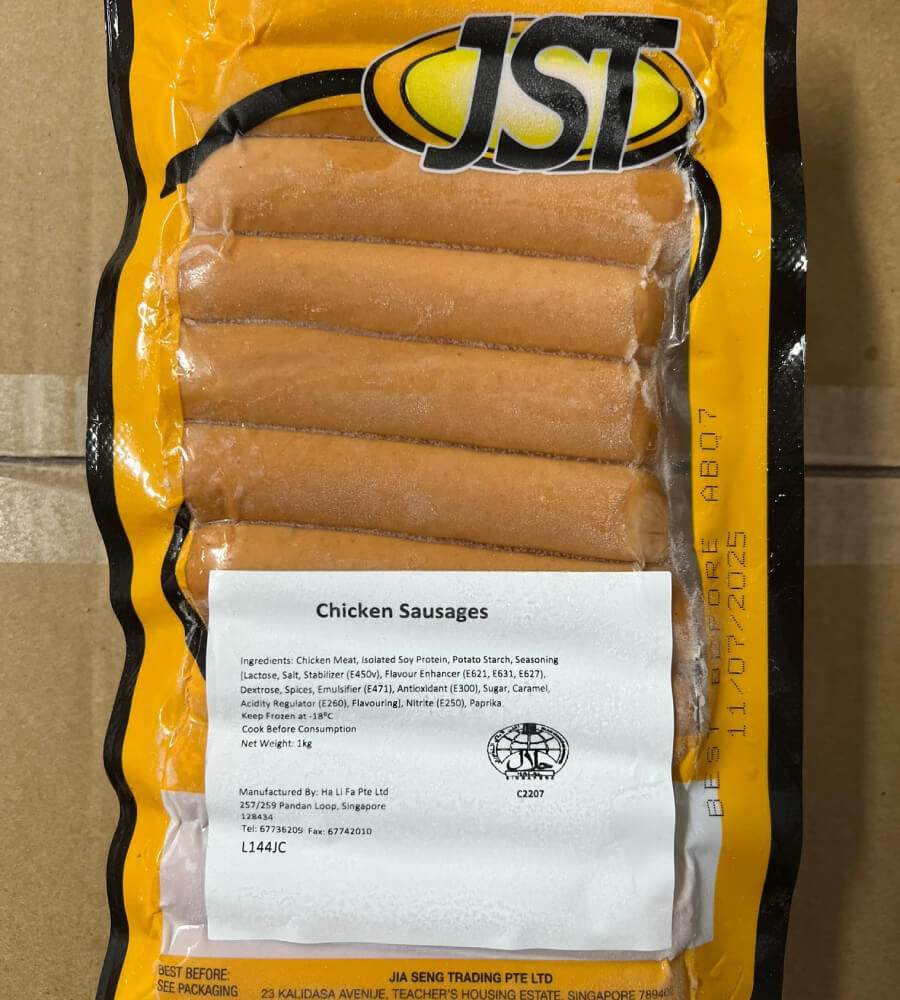 JST
BEST BEFORE ABQ7
11/07/2025
Chicken Sausages
Ingredients: Chicken Meat, Isolated Soy Protein, Potato Starch, Seasoning
[Lactose, Salt, Stabilizer (E450v), Flavour Enhancer (E621, E631, E627),
Dextrose, Spices, Emulsifier (E471), Antioxidant (E300), Sugar, Caramel,
Acidity Regulator (E260), Flavouring], Nitrite (E250), Paprika.
Keep Frozen at -18⁰C
Cook Before Consumption
Net Weight: 1kg
حلال
C2207
Manufactured By: Ha Li Fa Pte Ltd
257/259 Pandan Loop, Singapore
128434
Tel: 67736209 Fax: 67742010
L144JC
BEST BEFORE:
SEE PACKAGING
JIA SENG TRADING PTE LTD
23 KALIDASA AVENUE, TEACHER'S HOUSING ESTATE, SINGAPORE